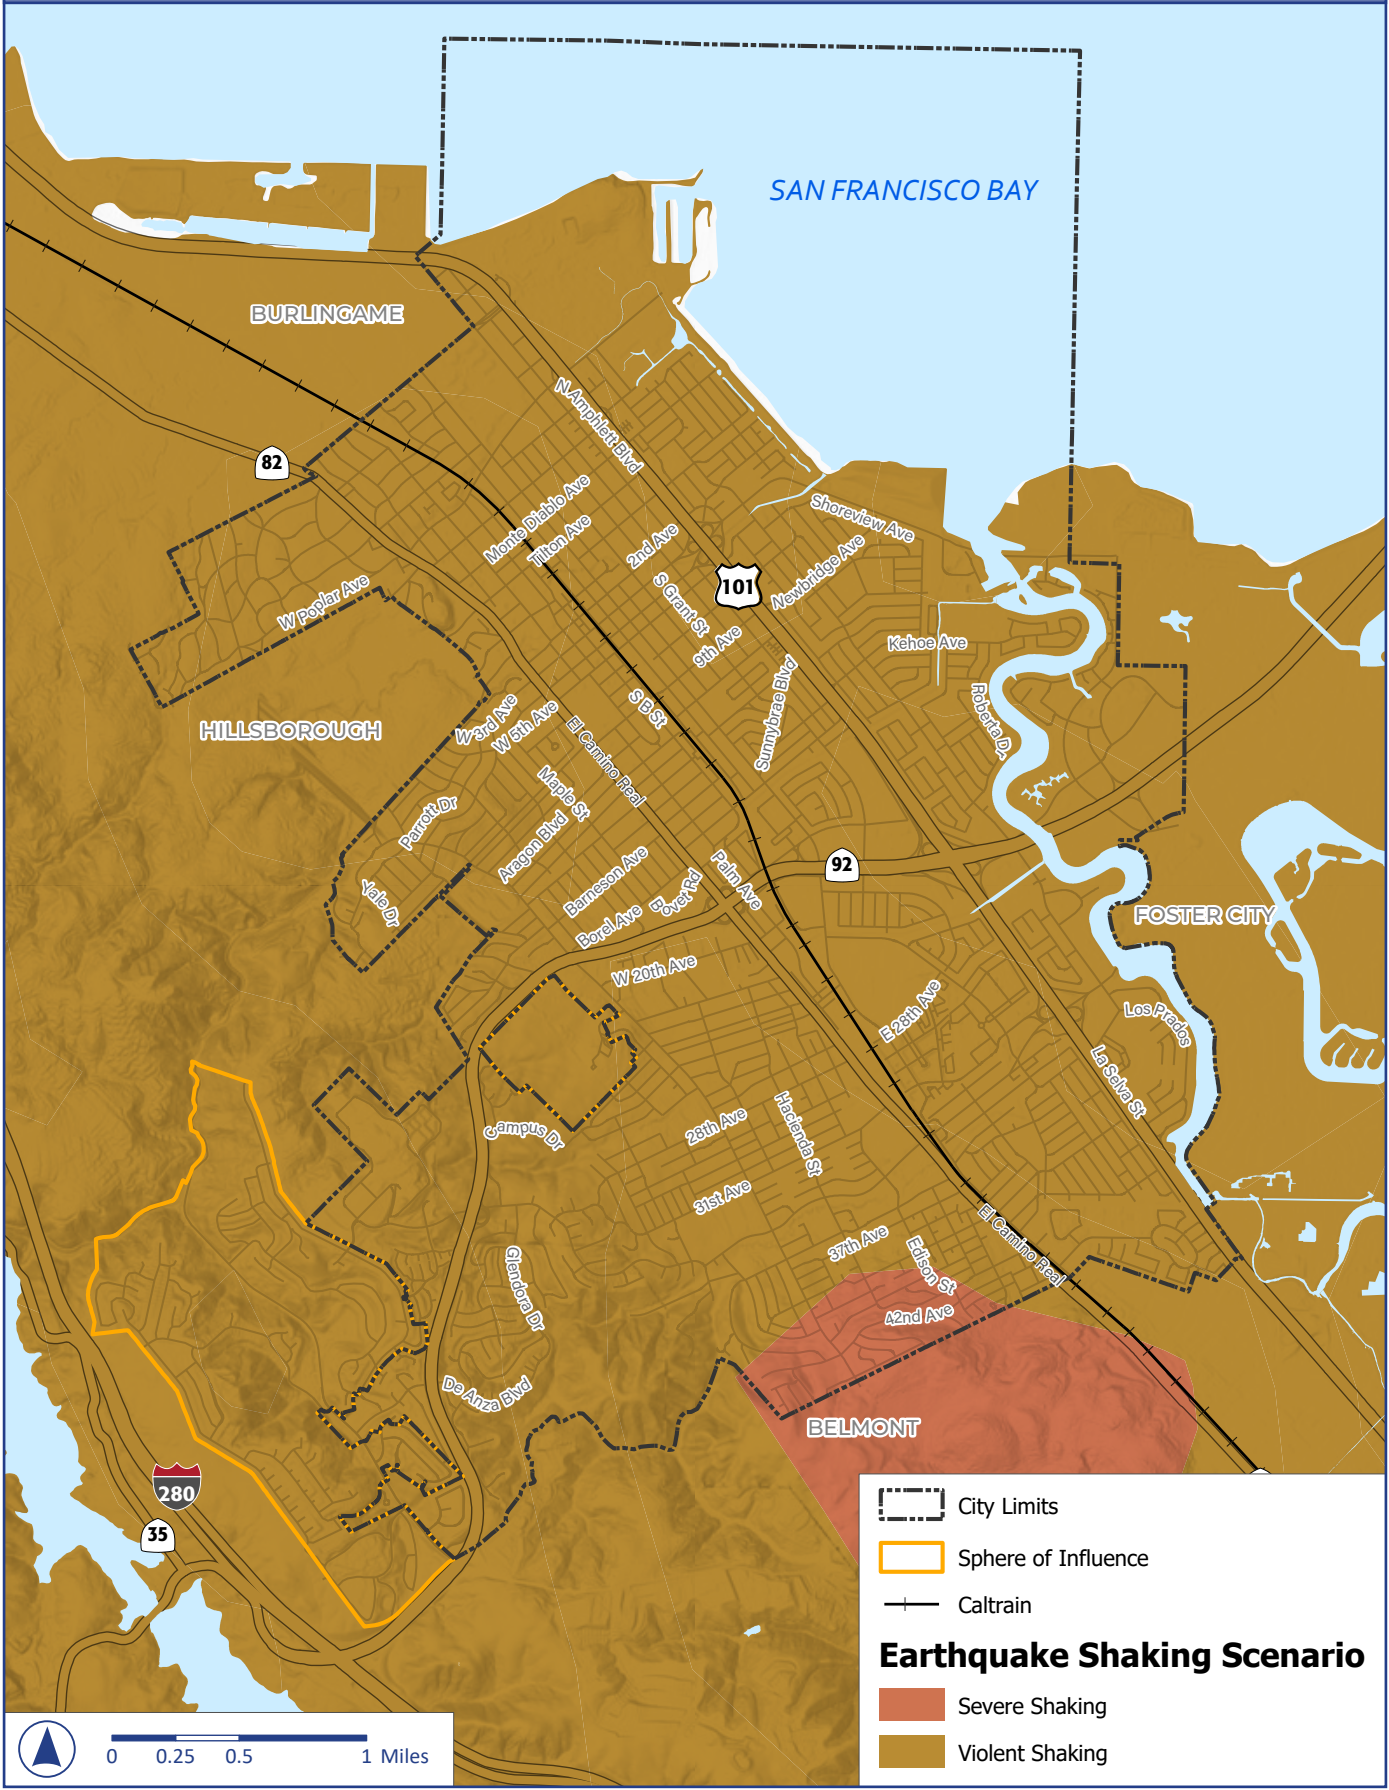 SAN FRANCISCO BAY
BURLINGAME
N Amphlett Blvd
82
Monte Diablo Ave
Tilton Ave
2nd Ave
Shoreview Ave
Newbridge Ave
101
S Grant St
W Poplar Ave
9th Ave
Kehoe Ave
Sunnybrae Blvd
Roberta Dr
S B St
W 3rd Ave
W 5th Ave
HILLSBOROUGH
El Camino Real
Maple St
Parrott Dr
Aragon Blvd
Barneson Ave
Palm Ave
92
Bovet Rd
Yale Dr
Borel Ave
FOSTER CITY
W 20th Ave
E 28th Ave
Los Prados
La Selva St
Campus Dr
28th Ave
Hacienda St
31st Ave
El Camino Real
37th Ave
Edison St
Glendora Dr
42nd Ave
De Anza Blvd
BELMONT
280
35
City Limits
Sphere of Influence
Caltrain
Earthquake Shaking Scenario
Severe Shaking
Violent Shaking
0 0.25 0.5 1 Miles